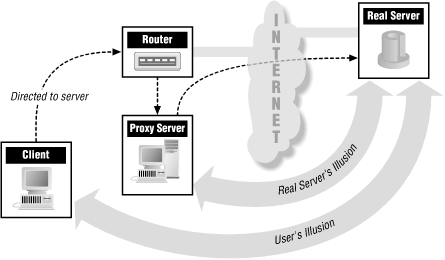 Real Server
Router
INTERNET
Directed to server
Proxy Server
Client
Real Server's Illusion
User's Illusion